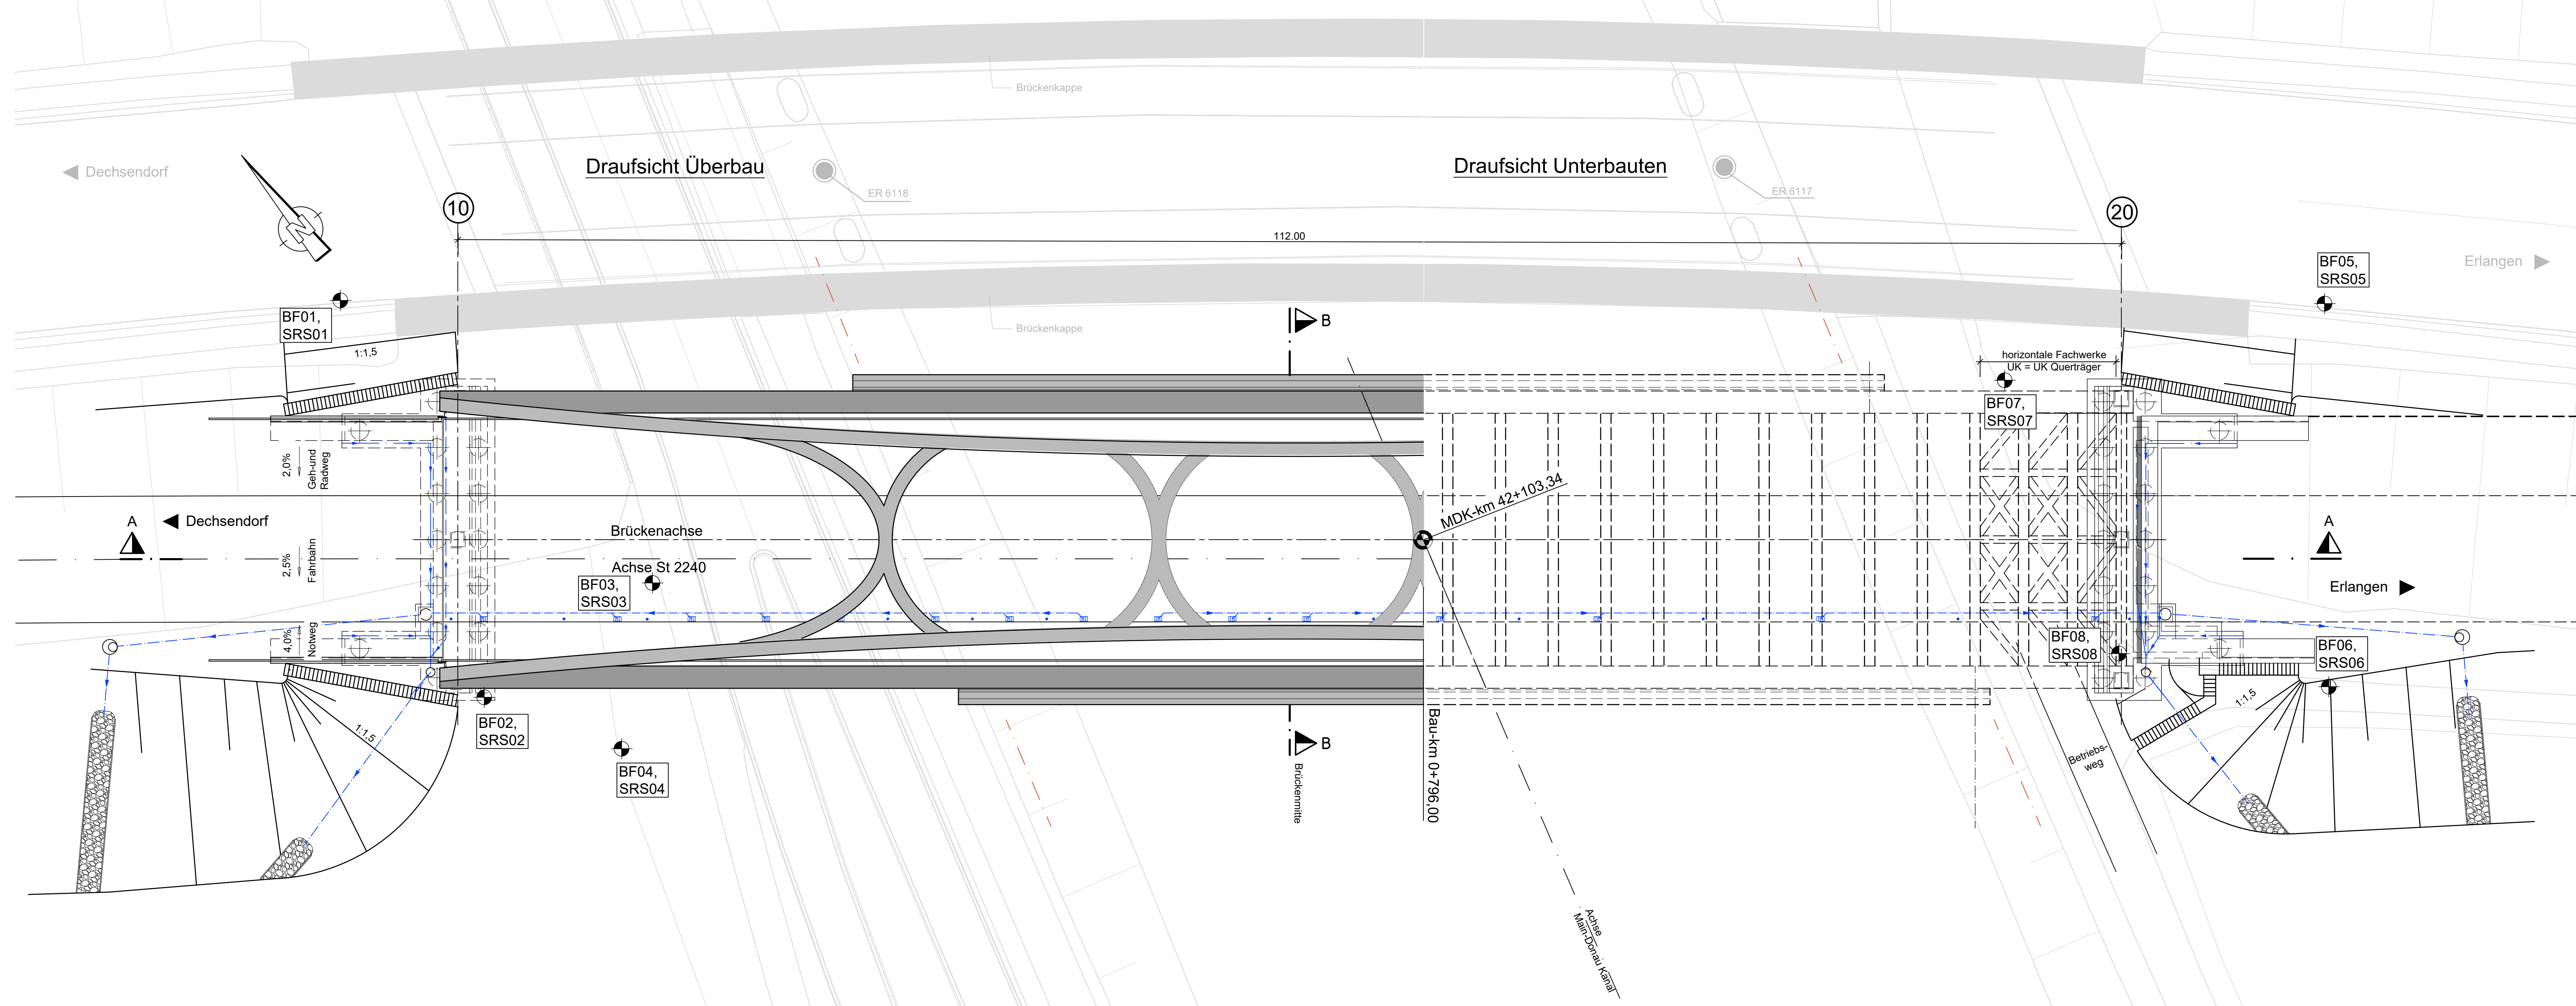 Brückenkappe
Draufsicht Überbau
Draufsicht Unterbauten
Dechsendorf
ER 6118
ER 6117
N
10
20
112.00
Erlangen
BF05,
SRS05
BF01,
SRS01
Brückenkappe
B
1:1,5
horizontale Fachwerke
UK = UK Querträger
BF07,
SRS07
2,0%
Geh-und
Radweg
MDK-km 42+103,34
A
Dechsendorf
Brückenachse
A
2,5%
Fahrbahn
Achse St 2240
BF03,
SRS03
Erlangen
4,0%
Notweg
BF08,
SRS08
BF06,
SRS06
1:1,5
BF02,
SRS02
1:1,5
B
Bau-km 0+796,00
Betriebs-
weg
BF04,
SRS04
Brückenmitte
Achse
Main-Donau Kanal